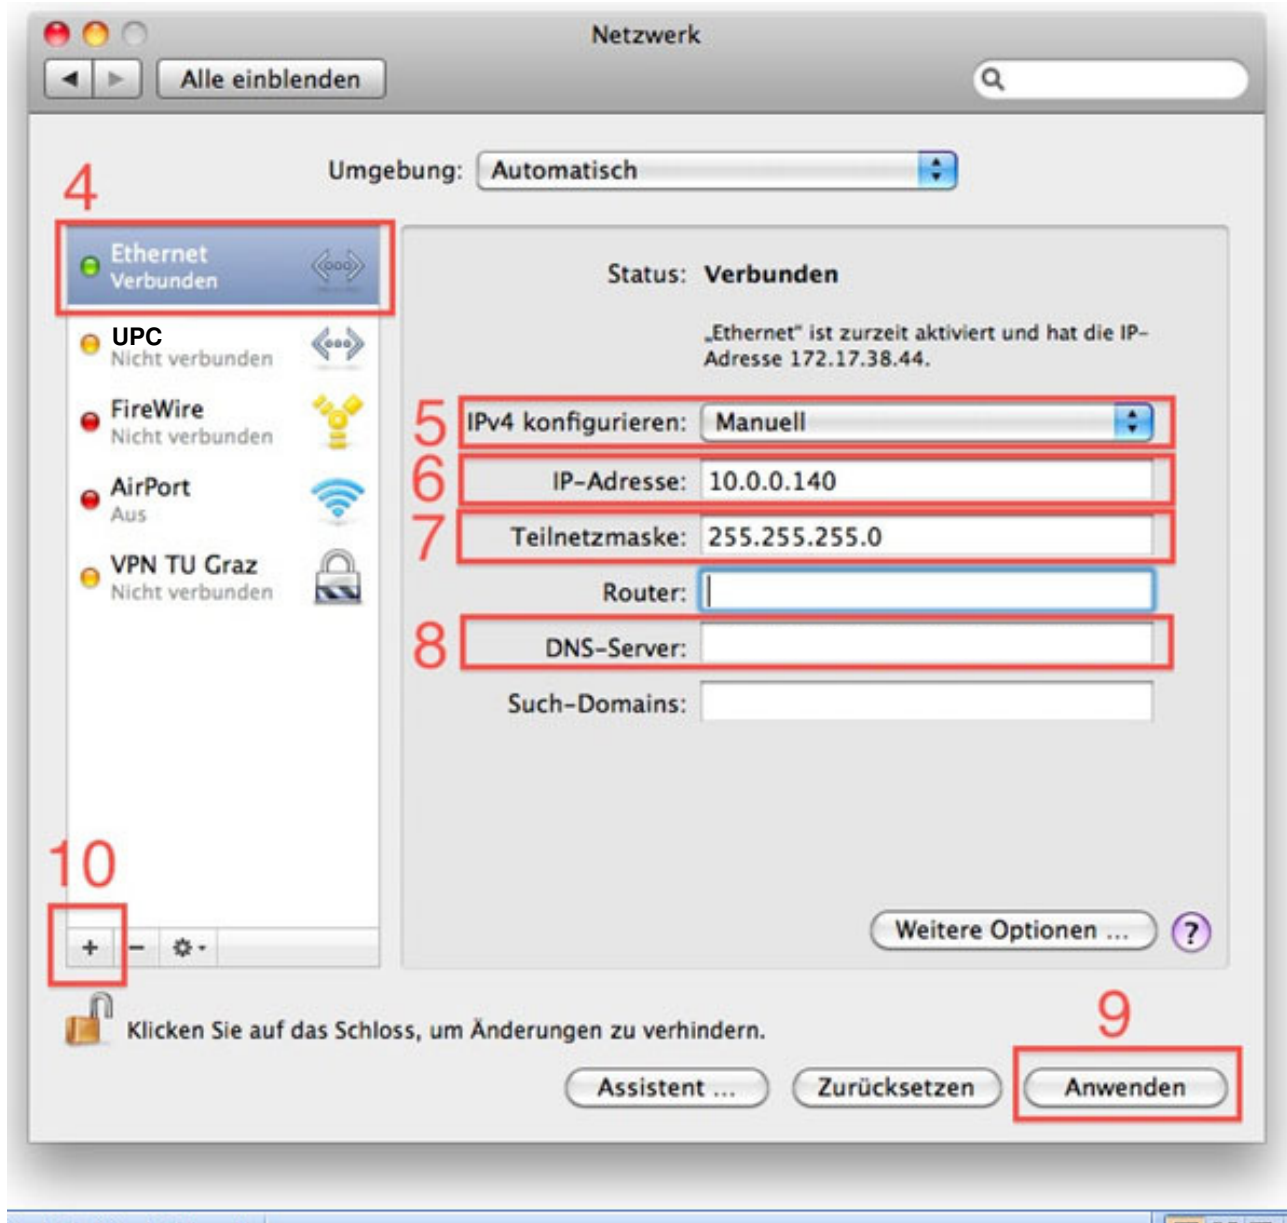 Netzwerk
Alle einblenden
Umgebung: Automatisch
4
Ethernet
Verbunden
UPC
Nicht verbunden
FireWire
Nicht verbunden
AirPort
Aus
VPN TU Graz
Nicht verbunden
10
+ −
Status: Verbunden
„Ethernet“ ist zurzeit aktiviert und hat die IP-
Adresse 172.17.38.44.
5 IPv4 konfigurieren: Manuell
6 IP-Adresse: 10.0.0.140
7 Teilnetzmaske: 255.255.255.0
Router:
8 DNS-Server:
Such-Domains:
Weitere Optionen ... ?
Klicken Sie auf das Schloss, um Änderungen zu verhindern.
9
Assistent ... Zurücksetzen Anwenden